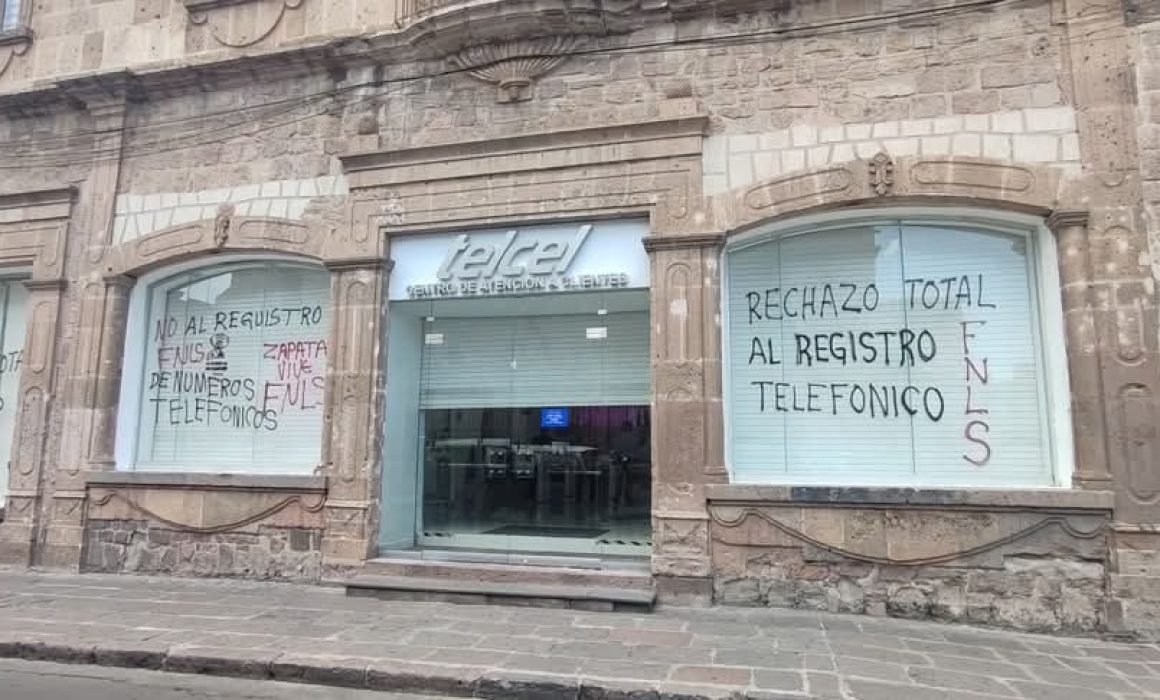 telcel
CENTRO DE ATENCIÓN A CLIENTES
NO AL REGUISTRO
FNLS
DE NUMEROS
TELEFONICOS
ZAPATA
VIVE
FNLS
RECHAZO TOTAL
AL REGISTRO
TELEFONICO
FNLS